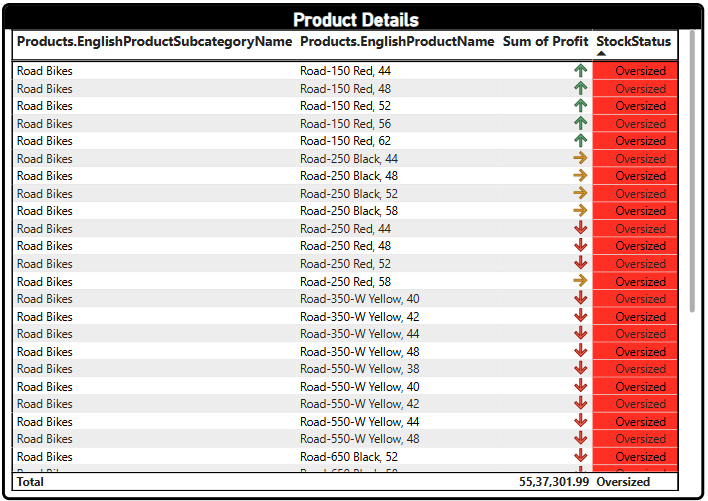 Product Details
Products.EnglishProductSubcategoryName Products.EnglishProductName Sum of Profit StockStatus
Road Bikes Road-150 Red, 44 Oversized
Road Bikes Road-150 Red, 48 Oversized
Road Bikes Road-150 Red, 52 Oversized
Road Bikes Road-150 Red, 56 Oversized
Road Bikes Road-150 Red, 62 Oversized
Road Bikes Road-250 Black, 44 Oversized
Road Bikes Road-250 Black, 48 Oversized
Road Bikes Road-250 Black, 52 Oversized
Road Bikes Road-250 Black, 58 Oversized
Road Bikes Road-250 Red, 44 Oversized
Road Bikes Road-250 Red, 48 Oversized
Road Bikes Road-250 Red, 52 Oversized
Road Bikes Road-250 Red, 58 Oversized
Road Bikes Road-350-W Yellow, 40 Oversized
Road Bikes Road-350-W Yellow, 42 Oversized
Road Bikes Road-350-W Yellow, 44 Oversized
Road Bikes Road-350-W Yellow, 48 Oversized
Road Bikes Road-550-W Yellow, 38 Oversized
Road Bikes Road-550-W Yellow, 40 Oversized
Road Bikes Road-550-W Yellow, 42 Oversized
Road Bikes Road-550-W Yellow, 44 Oversized
Road Bikes Road-550-W Yellow, 48 Oversized
Road Bikes Road-650 Black, 52 Oversized
Total 55,37,301.99 Oversized